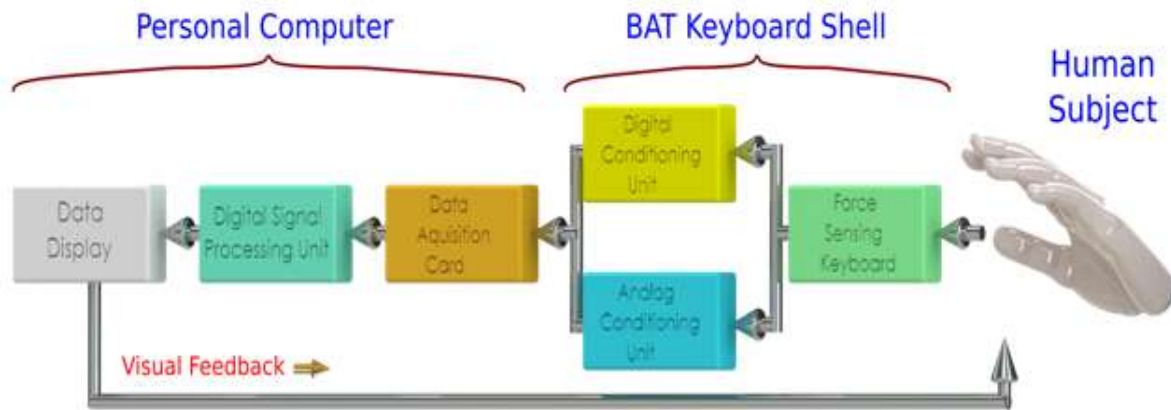 Personal Computer
BAT Keyboard Shell
Human
Subject
Data
Display
Digital Signal
Processing Unit
Data
Aquisition
Card
Digital
Conditioning
Unit
Analog
Conditioning
Unit
Force
Sensing
Keyboard
Visual Feedback